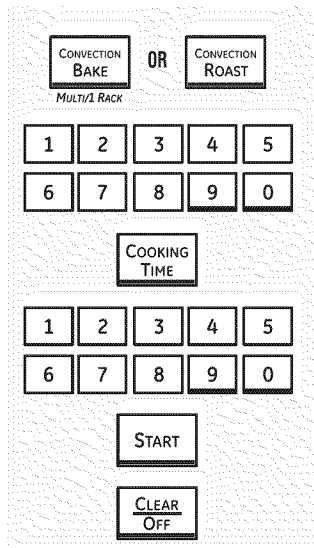 CONVECTION
BAKE
OR
CONVECTION
ROAST
MULTI/1 RACK
1 2 3 4 5
6 7 8 9 0
COOKING
TIME
1 2 3 4 5
6 7 8 9 0
START
CLEAR
OFF